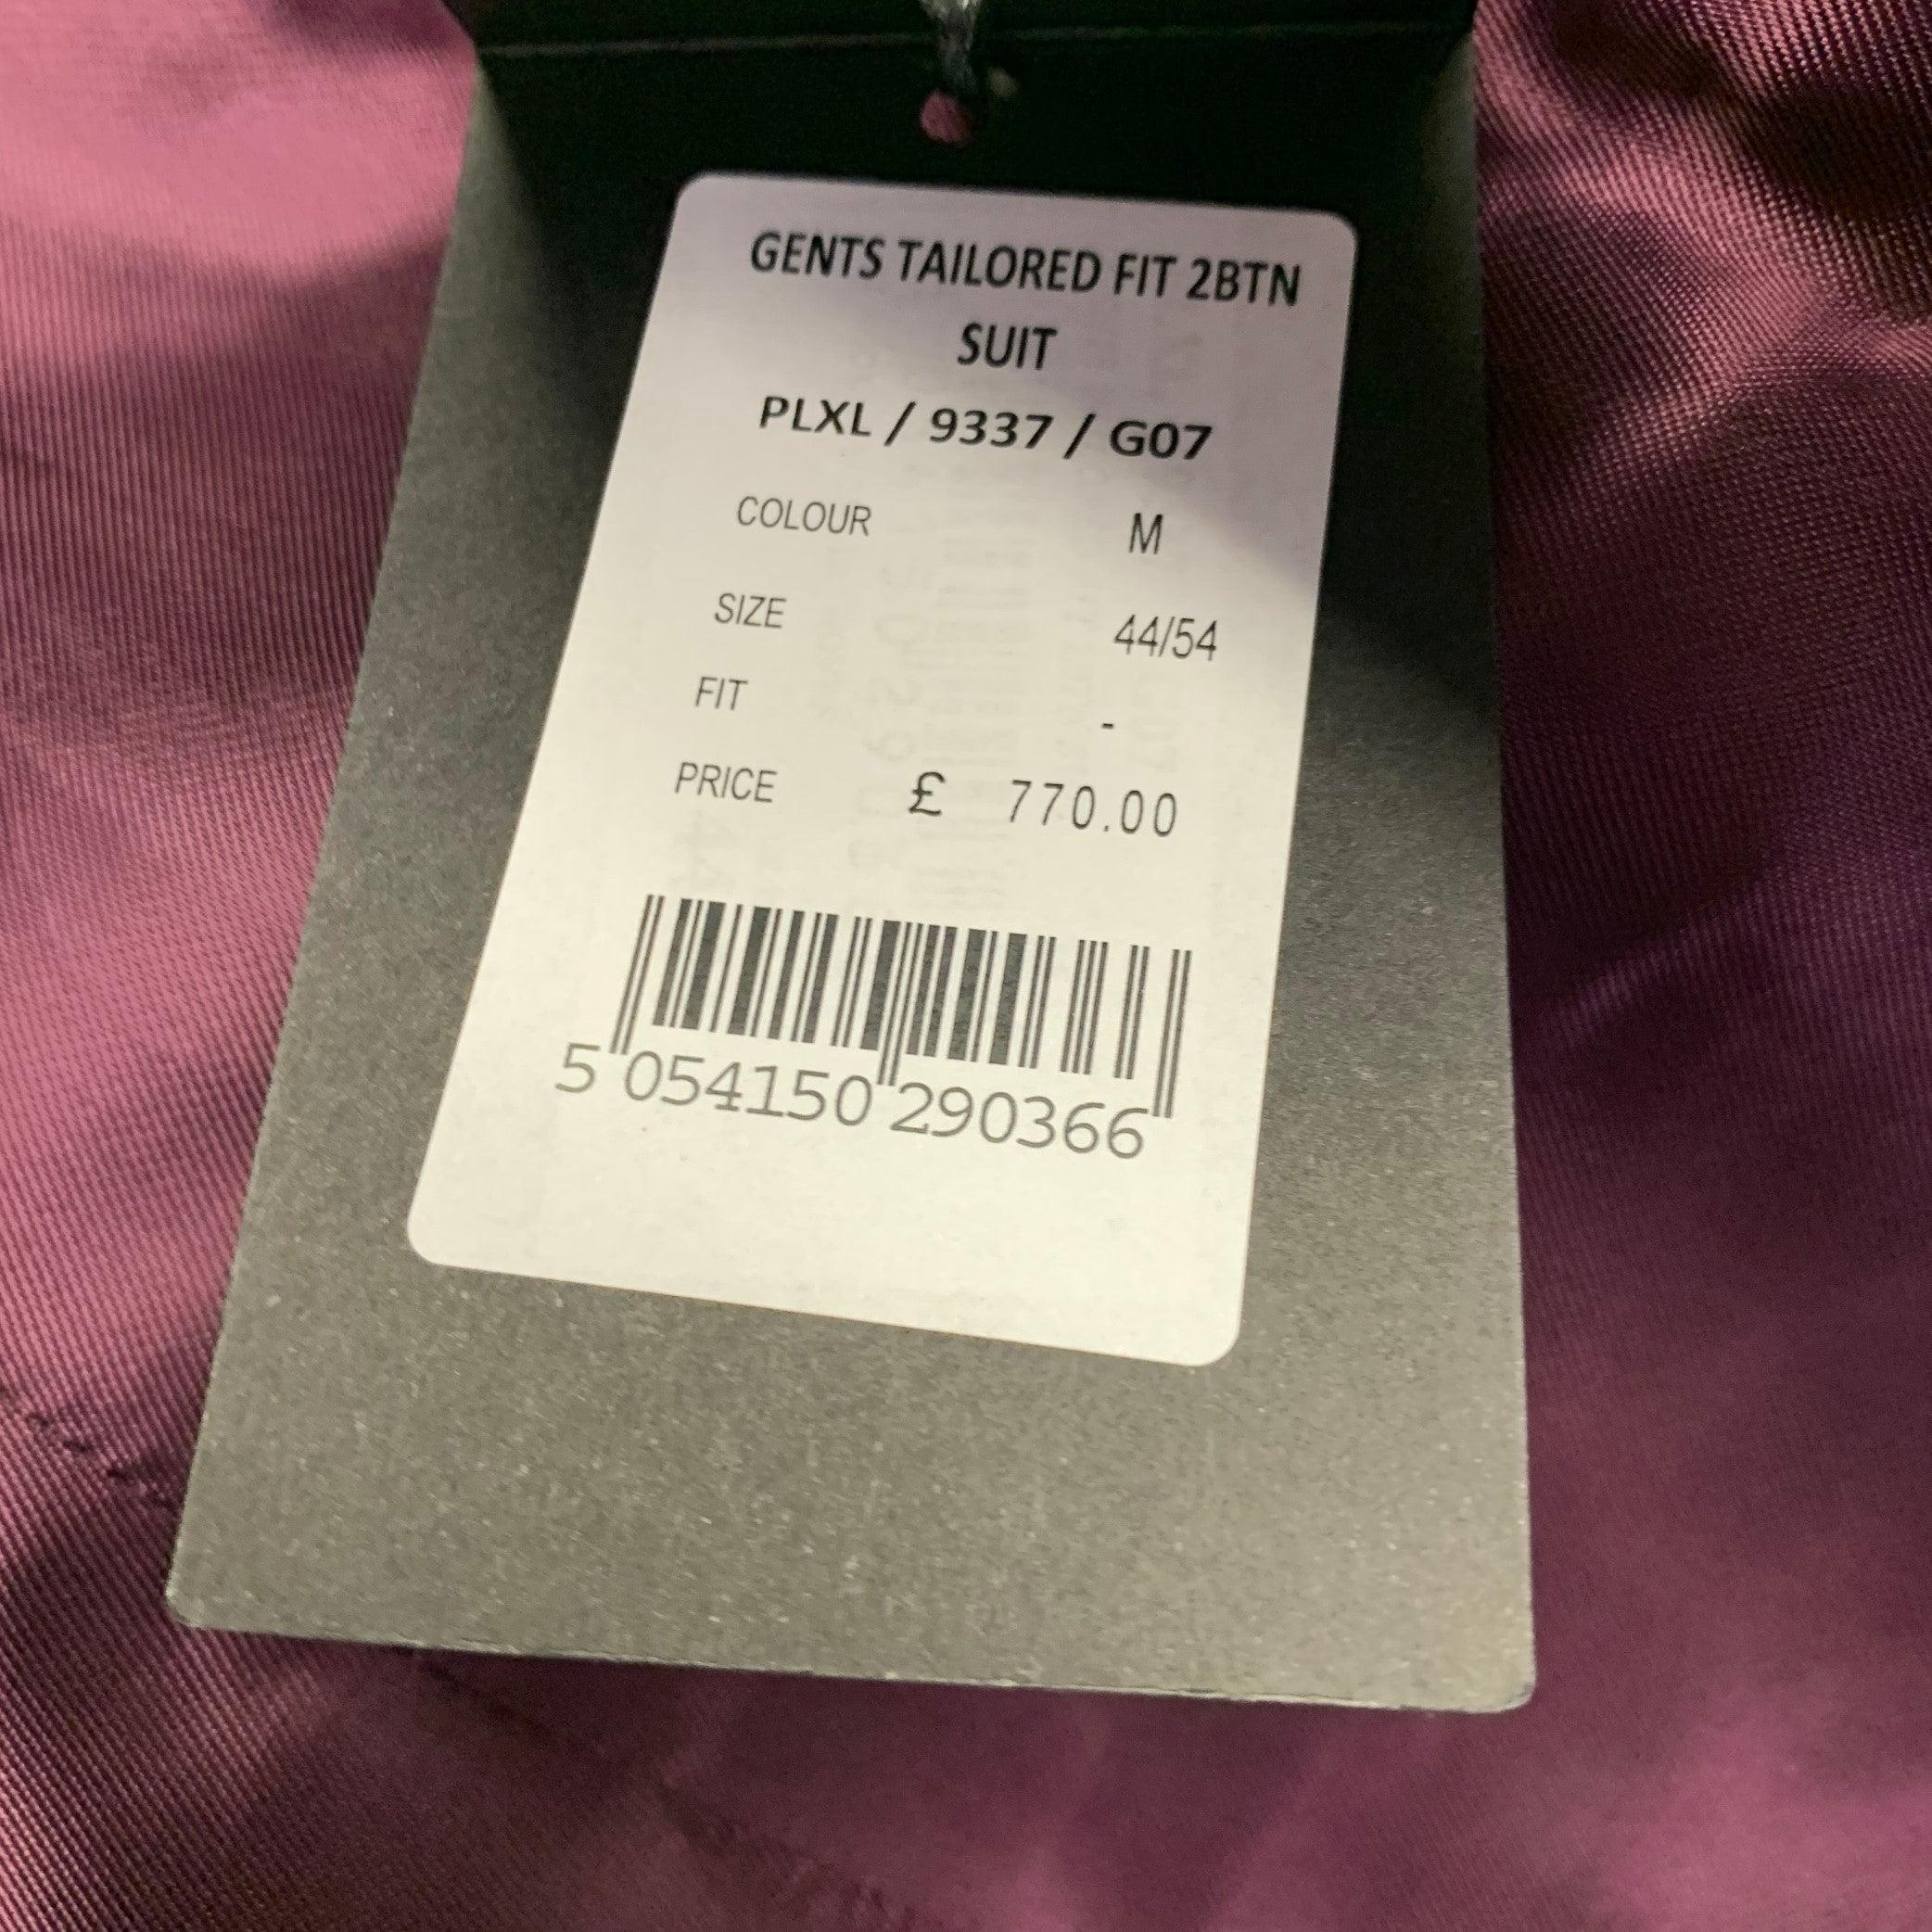 GENTS TAILORED FIT 2BTN
SUIT
PLXL / 9337 / G07
COLOUR M
SIZE 44/54
FIT -
PRICE £ 770.00
5 054150 290366